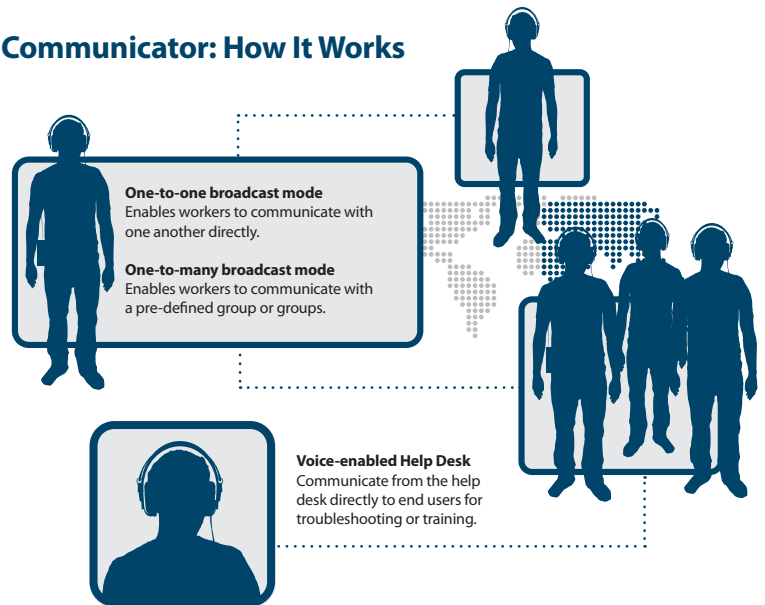 Communicator: How It Works
One-to-one broadcast mode
Enables workers to communicate with
one another directly.
One-to-many broadcast mode
Enables workers to communicate with
a pre-defined group or groups.
Voice-enabled Help Desk
Communicate from the help
desk directly to end users for
troubleshooting or training.